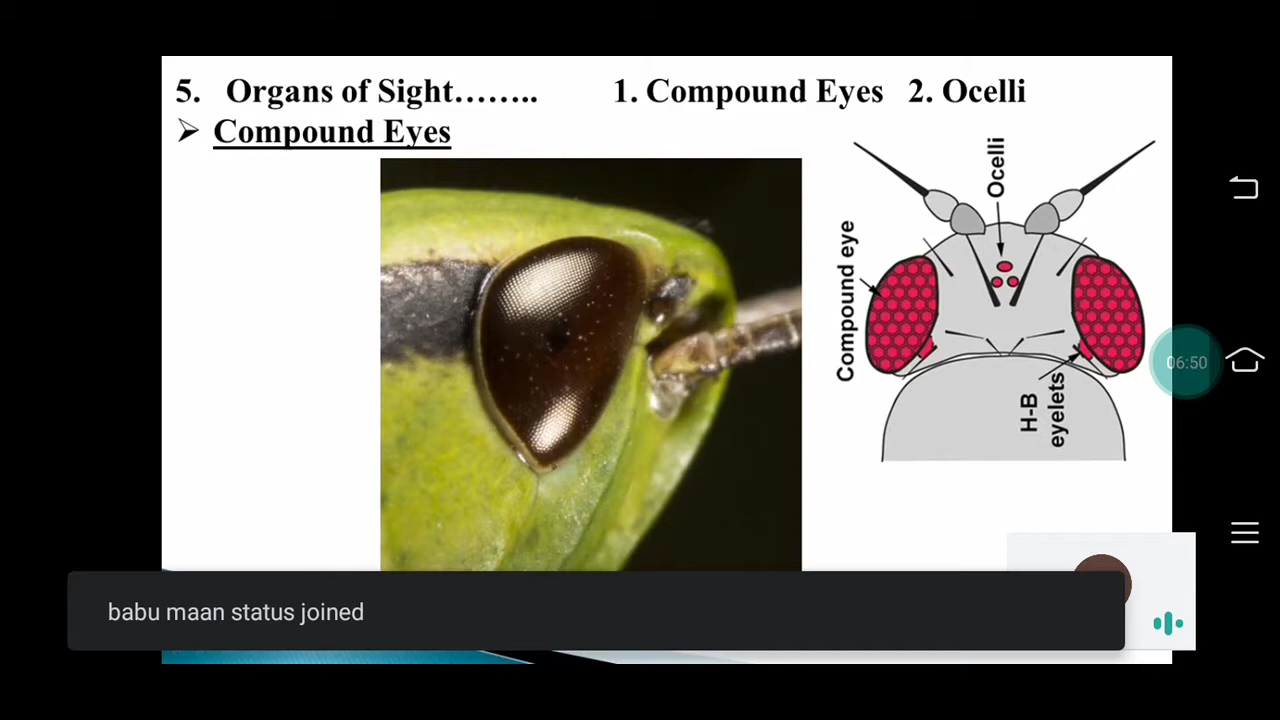 5. Organs of Sight…….. 1. Compound Eyes 2. Ocelli
➢ Compound Eyes
Ocelli
Compound eye
H-B
eyelets
06:50
babu maan status joined